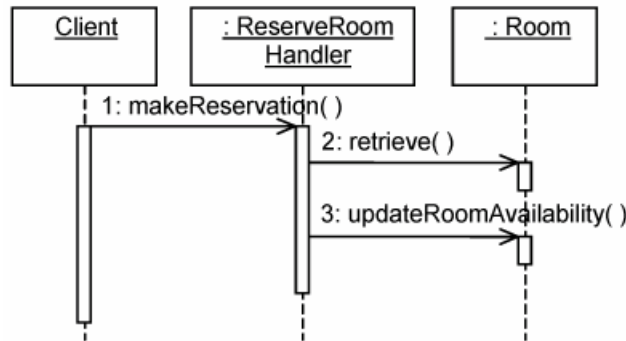 Client
: ReserveRoom
Handler
: Room
1: makeReservation( )
2: retrieve( )
3: updateRoomAvailability( )